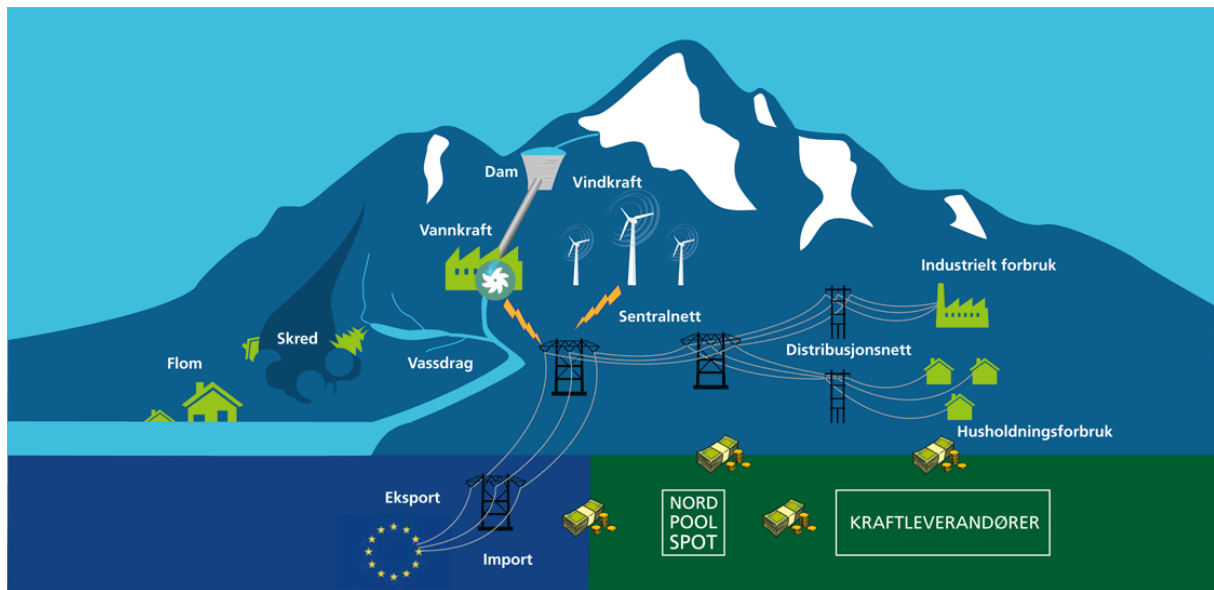 Dam
Vindkraft
Vannkraft
Industrielt forbruk
Sentralnett
Skred
Distribusjonsnett
Flom
Vassdrag
Husholdningsforbruk
Eksport
NORD
POOL
SPOT
KRAFTLEVERANDØRER
Import